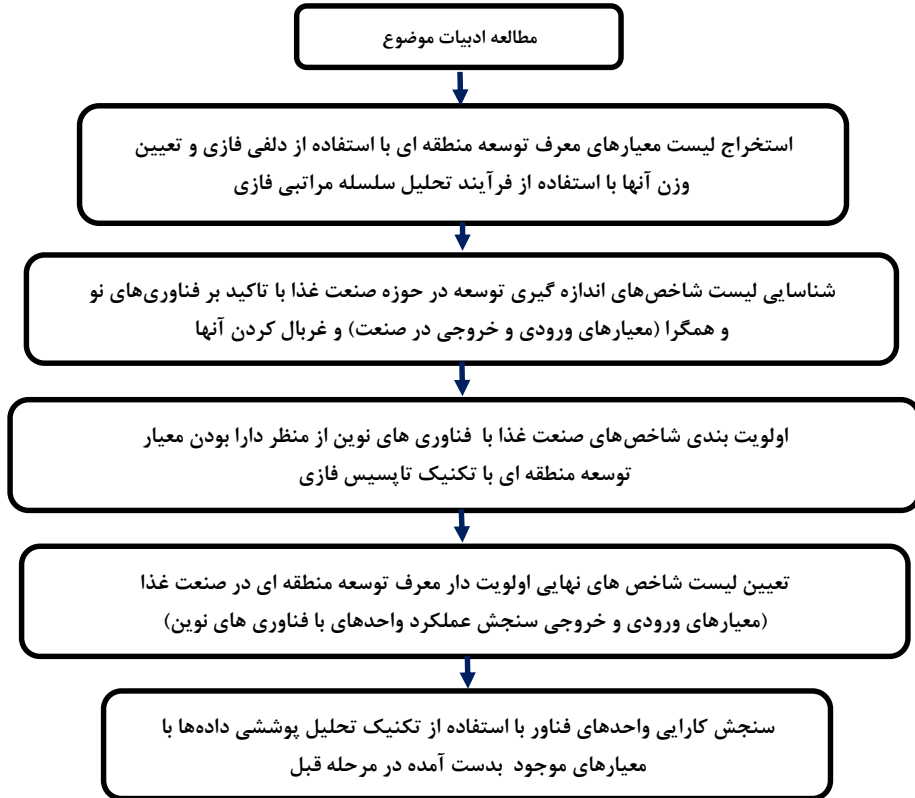 مطالعه ادبیات موضوع
استخراج لیست معیارهای معرف توسعه منطقه ای با استفاده از دلفی فازی و تعیین
وزن آنها با استفاده از فرآیند تحلیل سلسله مراتبی فازی
شناسایی لیست شاخص‌های اندازه گیری توسعه در حوزه صنعت غذا با تاکید بر فناوری‌های نو
و همگرا (معیارهای ورودی و خروجی در صنعت) و غربال کردن آنها
اولویت بندی شاخص‌های صنعت غذا با فناوری های نوین از منظر دارا بودن معیار
توسعه منطقه ای با تکنیک تاپسیس فازی
تعیین لیست شاخص های نهایی اولویت دار معرف توسعه منطقه ای در صنعت غذا
(معیارهای ورودی و خروجی سنجش عملکرد واحدهای با فناوری های نوین)
سنجش کارایی واحدهای فناور با استفاده از تکنیک تحلیل پوششی داده‌ها با
معیارهای موجود بدست آمده در مرحله قبل